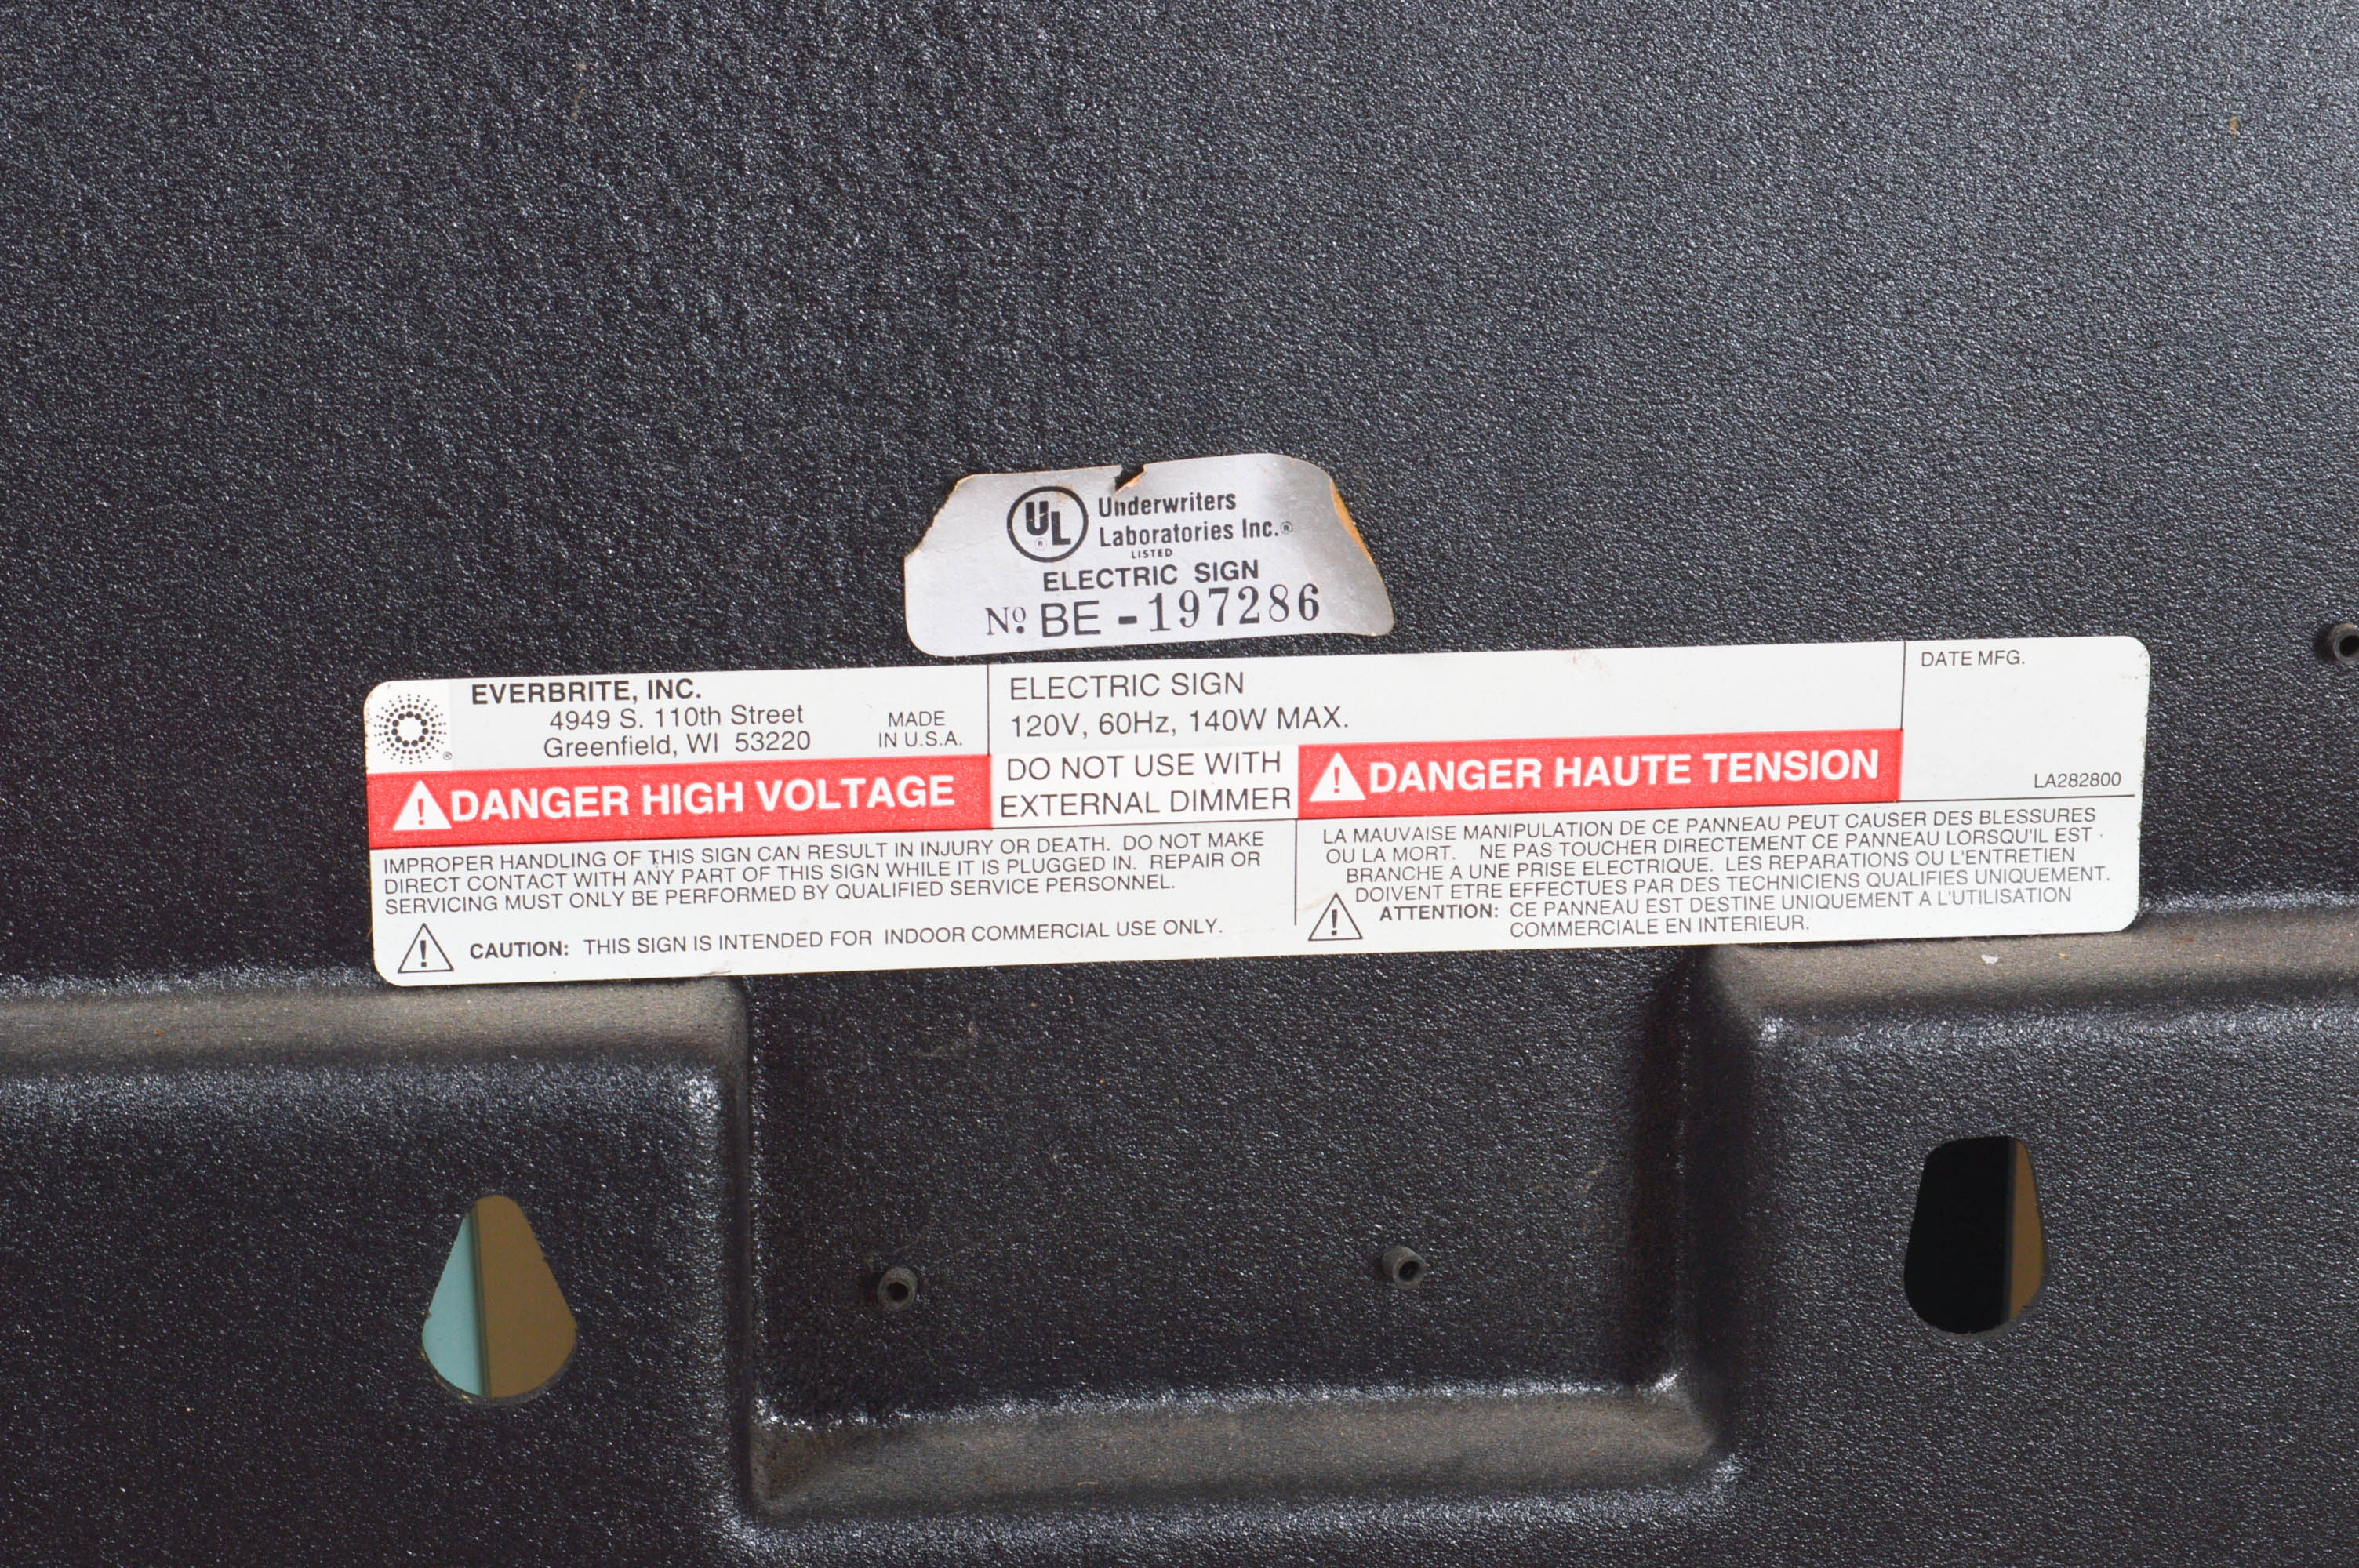 UL
®
Underwriters
Laboratories Inc.®
LISTED
ELECTRIC SIGN
Nº BE - 197286
®
EVERBRITE, INC.
4949 S. 110th Street
Greenfield, WI 53220
MADE
IN U.S.A.
ELECTRIC SIGN
120V, 60Hz, 140W MAX.
DATE MFG.
LA282800
DANGER HIGH VOLTAGE
DO NOT USE WITH
EXTERNAL DIMMER
DANGER HAUTE TENSION
IMPROPER HANDLING OF THIS SIGN CAN RESULT IN INJURY OR DEATH. DO NOT MAKE
DIRECT CONTACT WITH ANY PART OF THIS SIGN WHILE IT IS PLUGGED IN. REPAIR OR
SERVICING MUST ONLY BE PERFORMED BY QUALIFIED SERVICE PERSONNEL.
CAUTION: THIS SIGN IS INTENDED FOR INDOOR COMMERCIAL USE ONLY.
LA MAUVAISE MANIPULATION DE CE PANNEAU PEUT CAUSER DES BLESSURES
OU LA MORT. NE PAS TOUCHER DIRECTEMENT CE PANNEAU LORSQU'IL EST
BRANCHE A UNE PRISE ELECTRIQUE. LES REPARATIONS OU L'ENTRETIEN
DOIVENT ETRE EFFECTUES PAR DES TECHNICIENS QUALIFIES UNIQUEMENT.
ATTENTION: CE PANNEAU EST DESTINE UNIQUEMENT A L'UTILISATION
COMMERCIALE EN INTERIEUR.